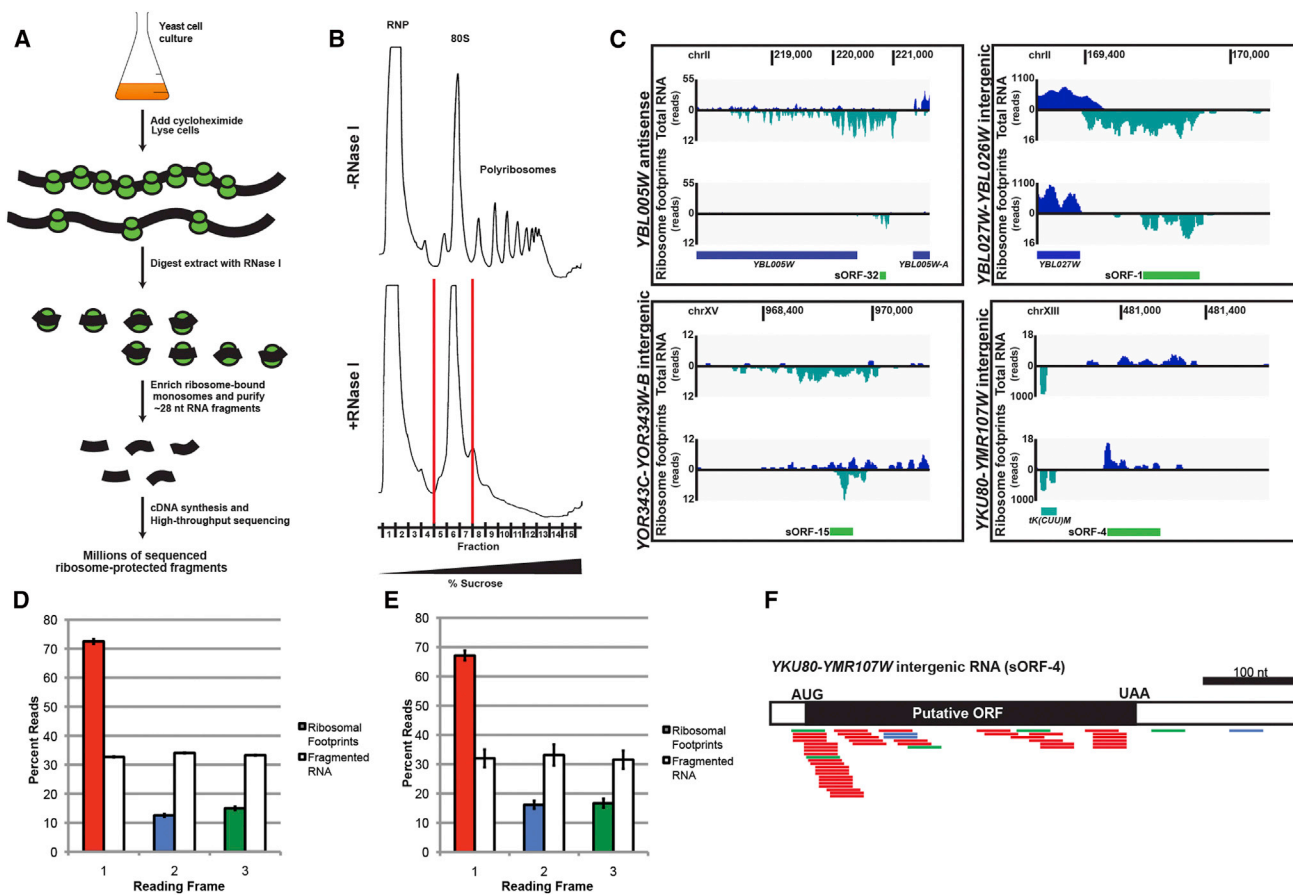 A
Yeast cell
culture
Add cycloheximide
Lyse cells
Digest extract with RNase I
Enrich ribosome-bound
monosomes and purify
~28 nt RNA fragments
cDNA synthesis and
High-throughput sequencing
Millions of sequenced
ribosome-protected fragments
B
RNP
80S
Polyribosomes
-RNase I
+RNase I
1 2 3 4 5 6 7 8 9 10 11 12 13 14 15
Fraction
% Sucrose
C
YBL005W antisense
chrII
219,000
220,000
221,000
Total RNA
(reads)
55
0
12
Ribosome footprints
(reads)
55
0
12
YBL005W
YBL005W-A
sORF-32
YBL027W-YBL026W intergenic
chrII
169,400
170,000
Total RNA
(reads)
1100
0
16
Ribosome footprints
(reads)
1100
0
16
YBL027W
sORF-1
YOR343C-YOR343W-B intergenic
chrXV
968,400
970,000
Total RNA
(reads)
12
0
12
Ribosome footprints
(reads)
12
0
12
sORF-15
YKU80-YMR107W intergenic
chrXIII
481,000
481,400
Total RNA
(reads)
18
0
1000
Ribosome footprints
(reads)
18
0
1000
tK(CUU)M
sORF-4
D
Percent Reads
80
70
60
50
40
30
20
10
0
1 2 3
Reading Frame
Ribosomal
Footprints
Fragmented
RNA
E
Percent Reads
80
70
60
50
40
30
20
10
0
1 2 3
Reading Frame
Ribosomal
Footprints
Fragmented
RNA
F
YKU80-YMR107W intergenic RNA (sORF-4)
100 nt
AUG
UAA
Putative ORF